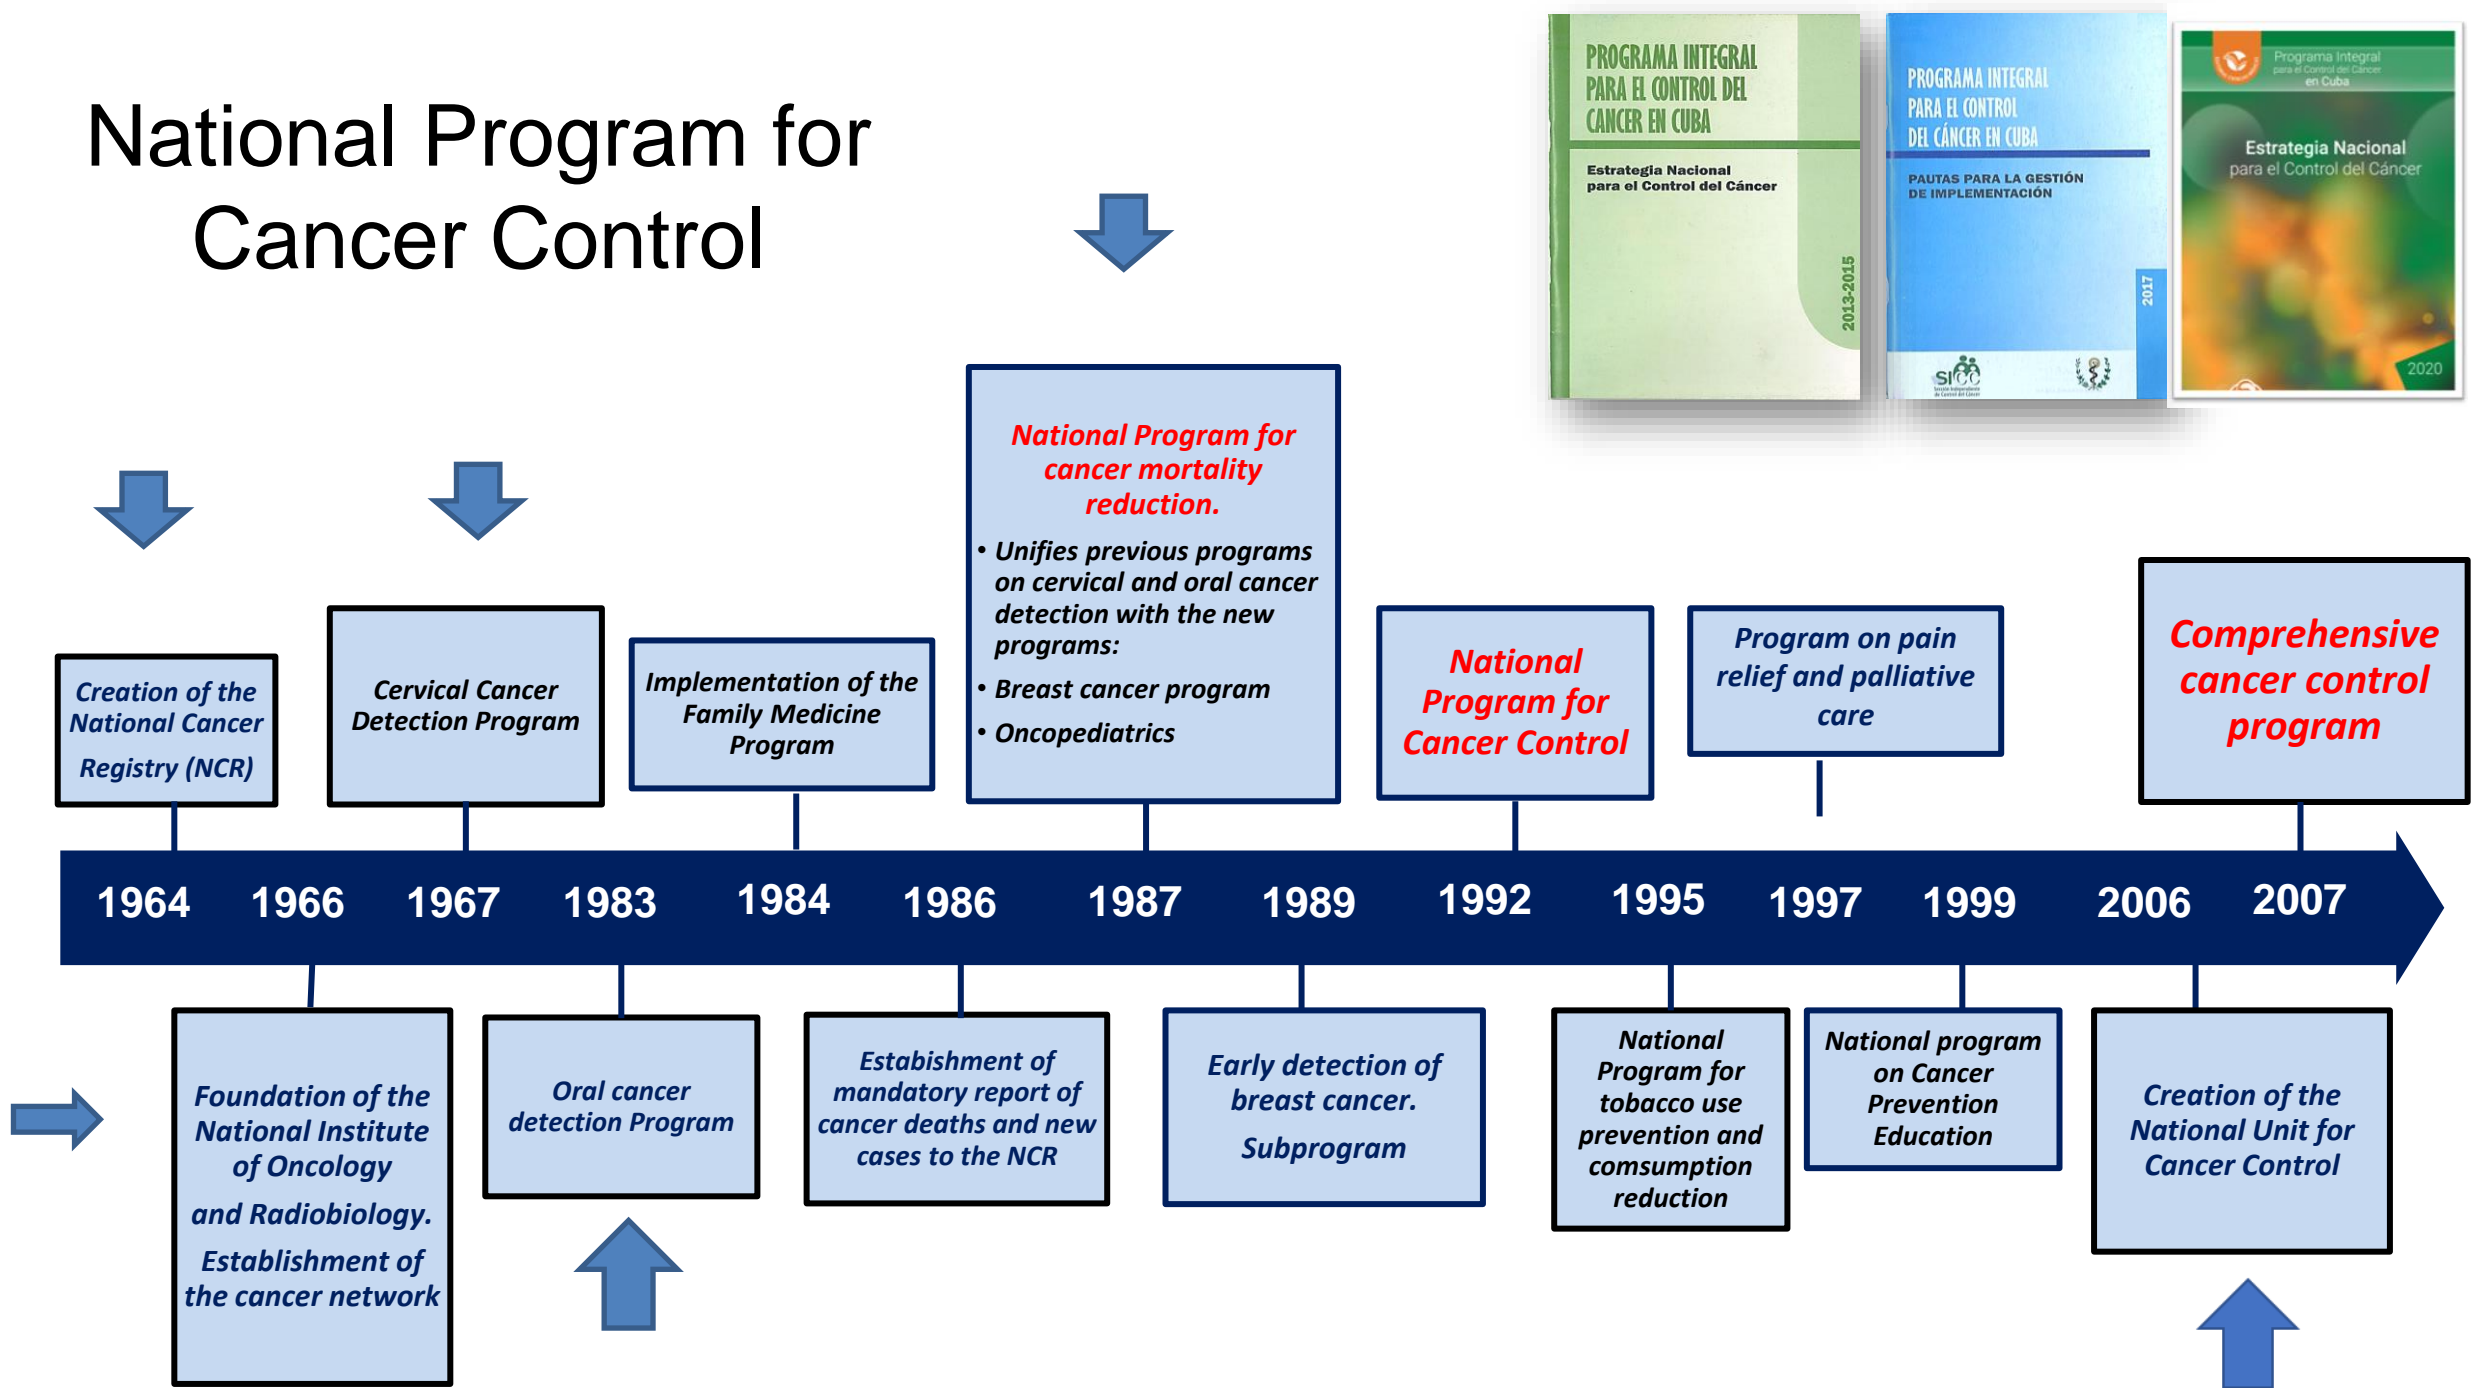 National Program for
Cancer Control
PROGRAMA INTEGRAL
PARA EL CONTROL DEL
CANCER EN CUBA
Estrategia Nacional
para el Control del Cáncer
2013-2015
PROGRAMA INTEGRAL
PARA EL CONTROL
DEL CÁNCER EN CUBA
PAUTAS PARA LA GESTIÓN
DE IMPLEMENTACIÓN
2017
SICC
Sección Independiente
de Control del Cáncer
Programa Integral
para el Control del Cáncer
en Cuba
Estrategia Nacional
para el Control del Cáncer
2020
Creation of the
National Cancer
Registry (NCR)
Cervical Cancer
Detection Program
Implementation of the
Family Medicine
Program
National Program for
cancer mortality
reduction.
• Unifies previous programs
on cervical and oral cancer
detection with the new
programs:
• Breast cancer program
• Oncopediatrics
National
Program for
Cancer Control
Program on pain
relief and palliative
care
Comprehensive
cancer control
program
1964 1966 1967 1983 1984 1986 1987 1989 1992 1995 1997 1999 2006 2007
Foundation of the
National Institute
of Oncology
and Radiobiology.
Establishment of
the cancer network
Oral cancer
detection Program
Estabishment of
mandatory report of
cancer deaths and new
cases to the NCR
Early detection of
breast cancer.
Subprogram
National
Program for
tobacco use
prevention and
comsumption
reduction
National program
on Cancer
Prevention
Education
Creation of the
National Unit for
Cancer Control